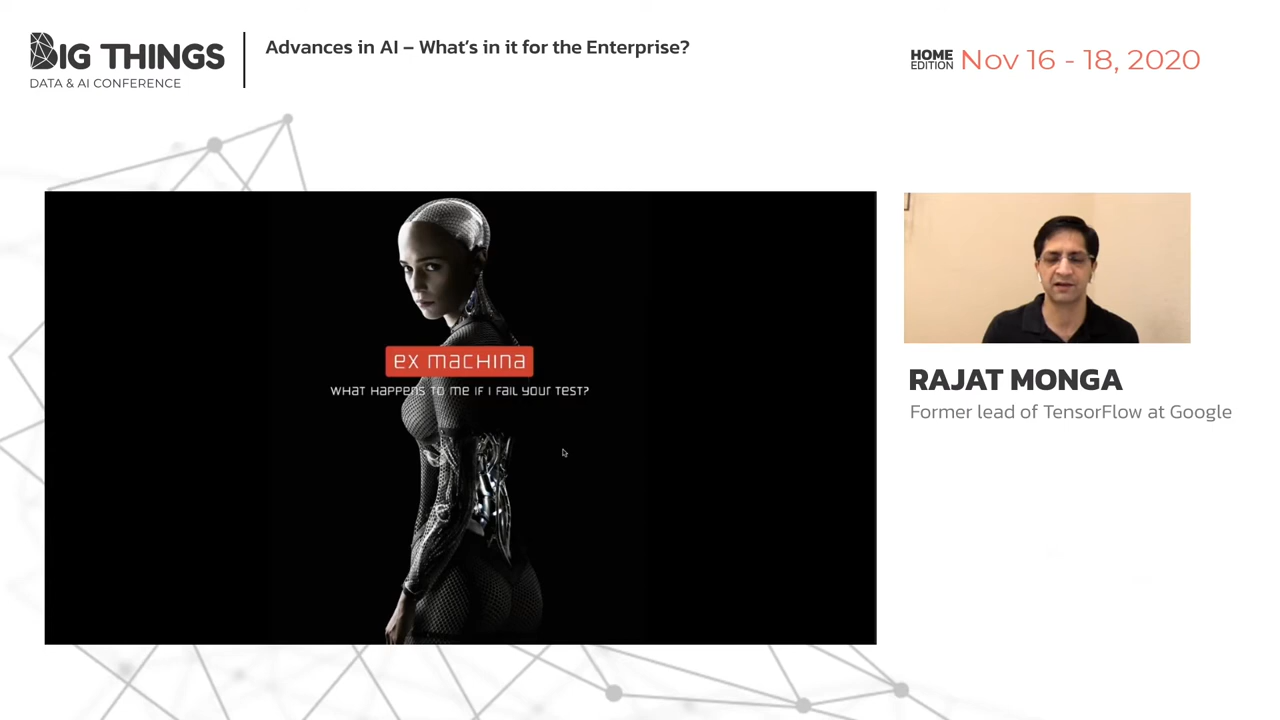 BIG THINGS
DATA & AI CONFERENCE
Advances in AI – What's in it for the Enterprise?
HOME
EDITION
Nov 16 - 18, 2020
ex machina
WHAT HAPPENS TO ME IF I FAIL YOUR TEST?
RAJAT MONGA
Former lead of TensorFlow at Google